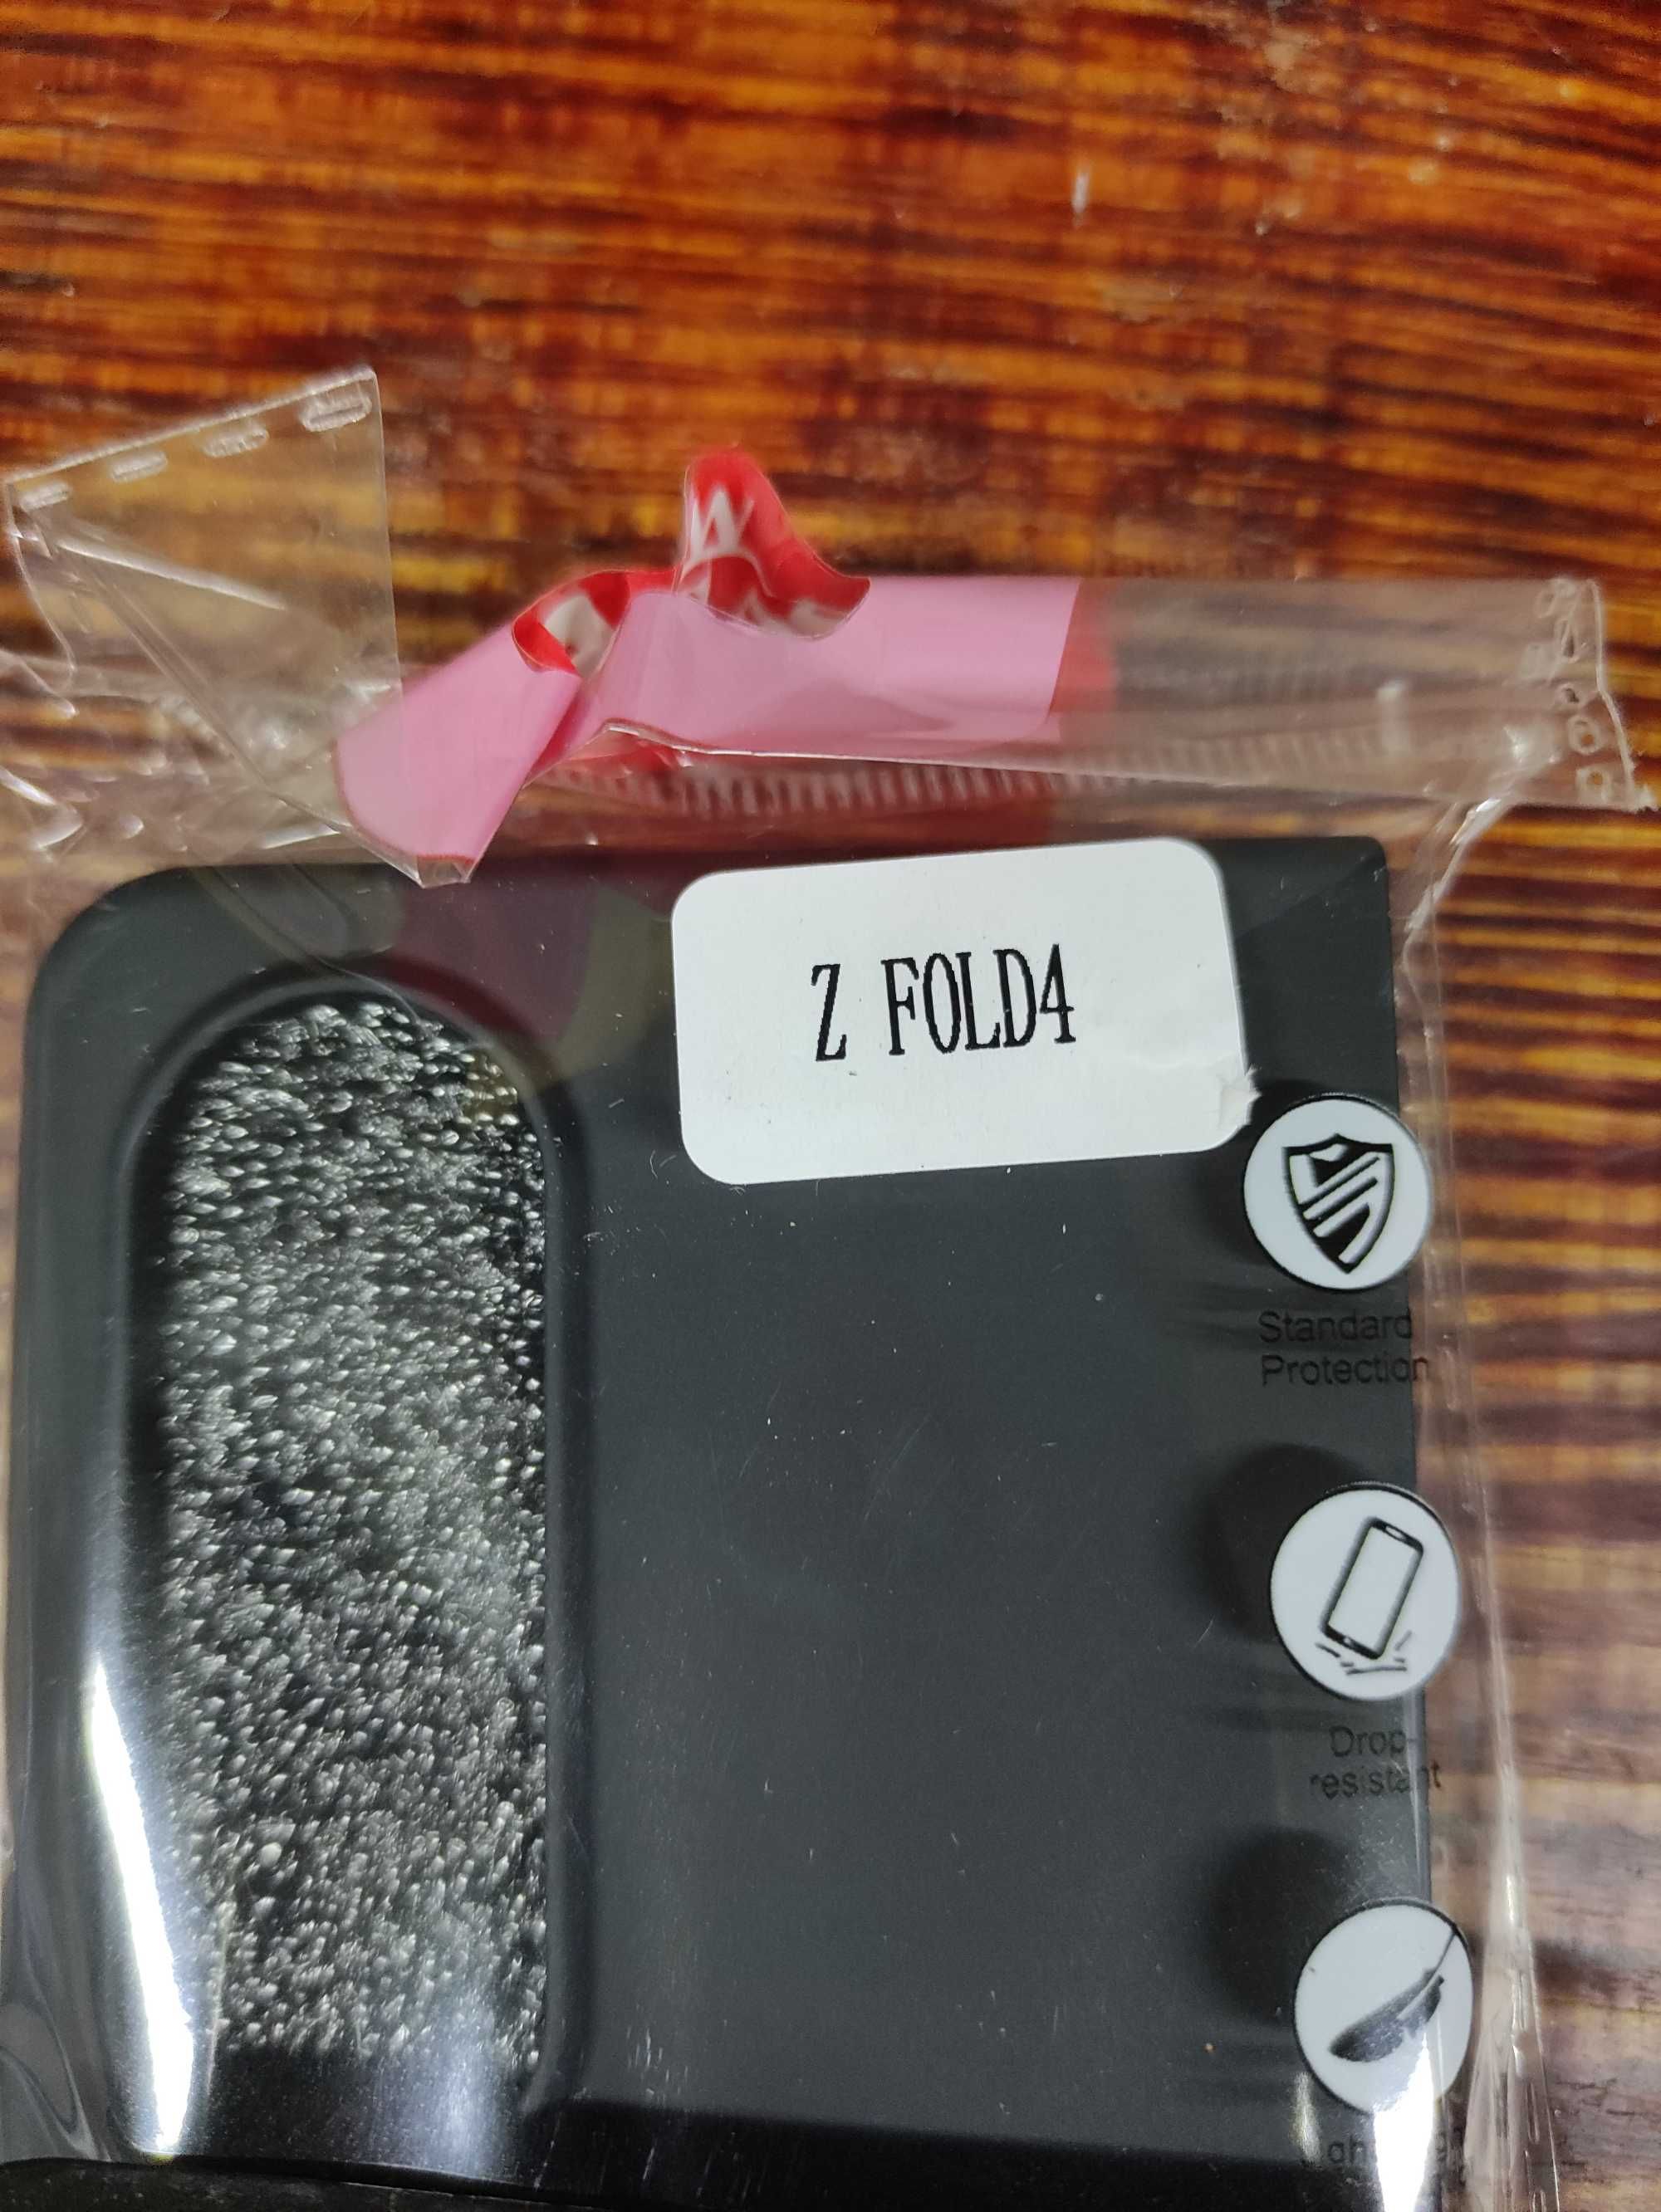 Z FOLD4
Standard
Protection
Drop-
resistant